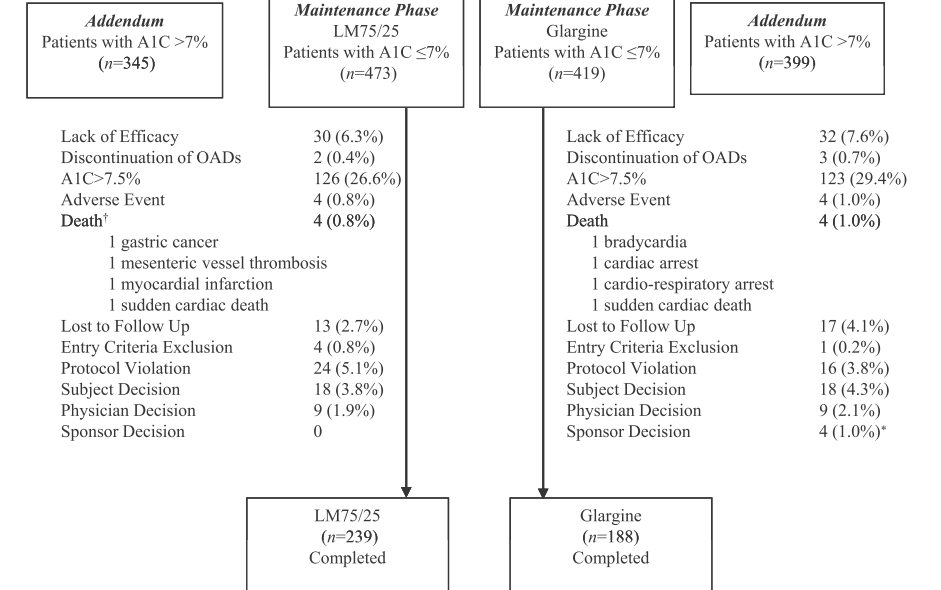 Addendum
Patients with A1C >7%
(n=345)
Maintenance Phase
LM75/25
Patients with A1C ≤7%
(n=473)
Maintenance Phase
Glargine
Patients with A1C ≤7%
(n=419)
Addendum
Patients with A1C >7%
(n=399)
Lack of Efficacy 30 (6.3%)
Discontinuation of OADs 2 (0.4%)
A1C>7.5% 126 (26.6%)
Adverse Event 4 (0.8%)
Death† 4 (0.8%)
1 gastric cancer
1 mesenteric vessel thrombosis
1 myocardial infarction
1 sudden cardiac death
Lost to Follow Up 13 (2.7%)
Entry Criteria Exclusion 4 (0.8%)
Protocol Violation 24 (5.1%)
Subject Decision 18 (3.8%)
Physician Decision 9 (1.9%)
Sponsor Decision 0
Lack of Efficacy 32 (7.6%)
Discontinuation of OADs 3 (0.7%)
A1C>7.5% 123 (29.4%)
Adverse Event 4 (1.0%)
Death 4 (1.0%)
1 bradycardia
1 cardiac arrest
1 cardio-respiratory arrest
1 sudden cardiac death
Lost to Follow Up 17 (4.1%)
Entry Criteria Exclusion 1 (0.2%)
Protocol Violation 16 (3.8%)
Subject Decision 18 (4.3%)
Physician Decision 9 (2.1%)
Sponsor Decision 4 (1.0%)*
LM75/25
(n=239)
Completed
Glargine
(n=188)
Completed